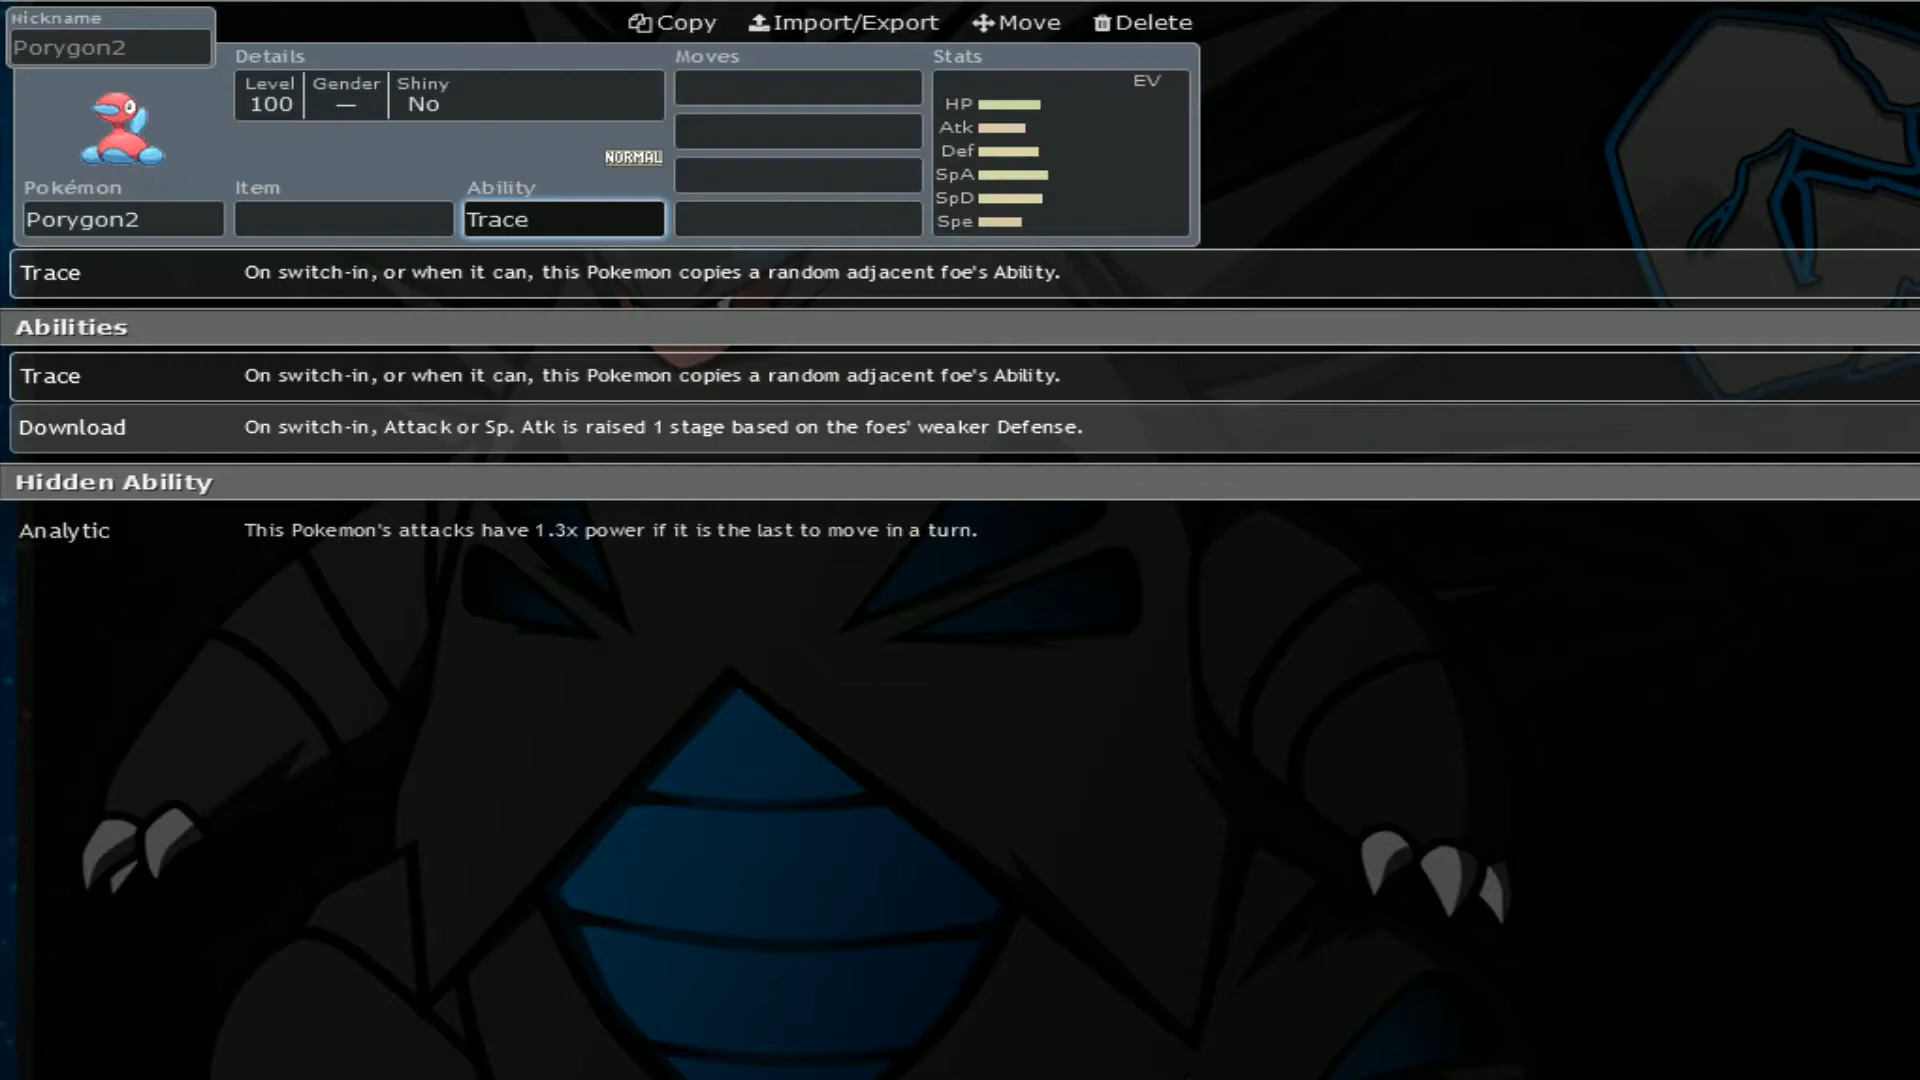 Nickname
Porygon2
Copy Import/Export Move Delete
Details
Level Gender Shiny
100 — No
NORMAL
Pokémon Item Ability
Porygon2 Trace
Moves
Stats
EV
HP
Atk
Def
SpA
SpD
Spe
Trace On switch-in, or when it can, this Pokemon copies a random adjacent foe's Ability.
Abilities
Trace On switch-in, or when it can, this Pokemon copies a random adjacent foe's Ability.
Download On switch-in, Attack or Sp. Atk is raised 1 stage based on the foes' weaker Defense.
Hidden Ability
Analytic This Pokemon's attacks have 1.3x power if it is the last to move in a turn.